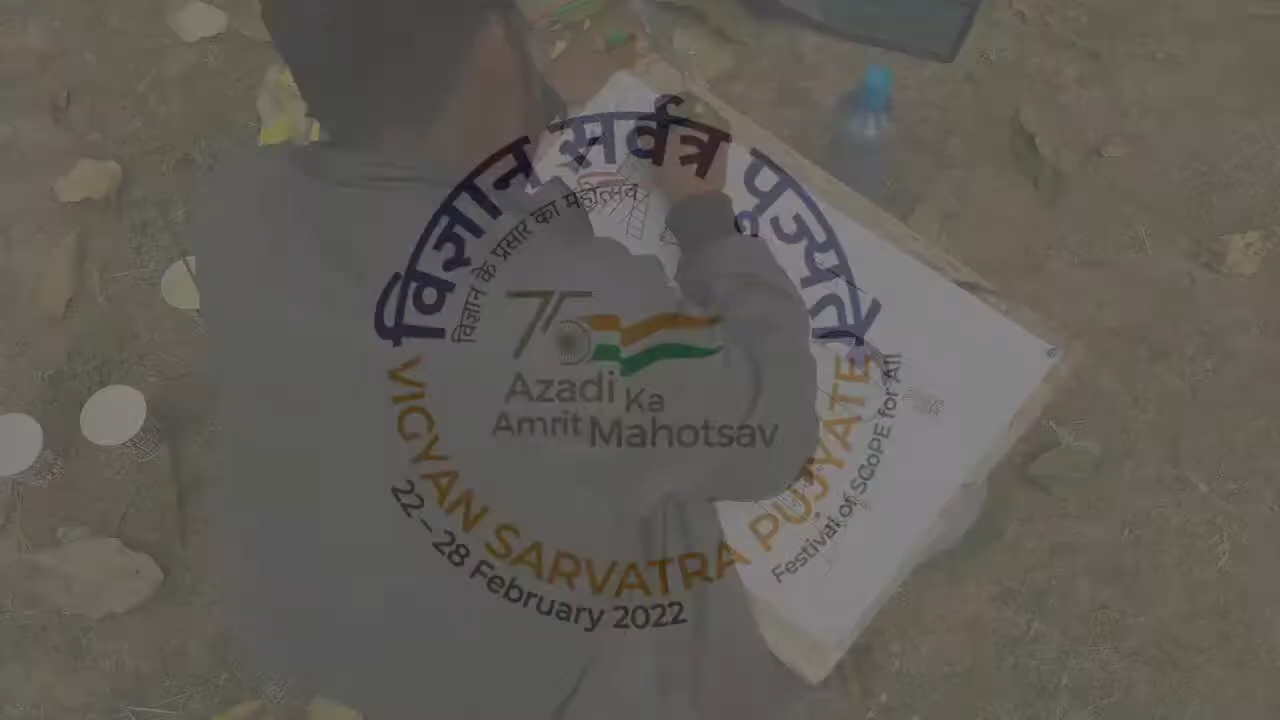 विज्ञान सर्वत्र पूज्यते
विज्ञान के प्रसार का महोत्सव
75
Azadi Ka
Amrit Mahotsav
VIGYAN SARVATRA PUJYATE
Festival of SCoPE for All
22 – 28 February 2022